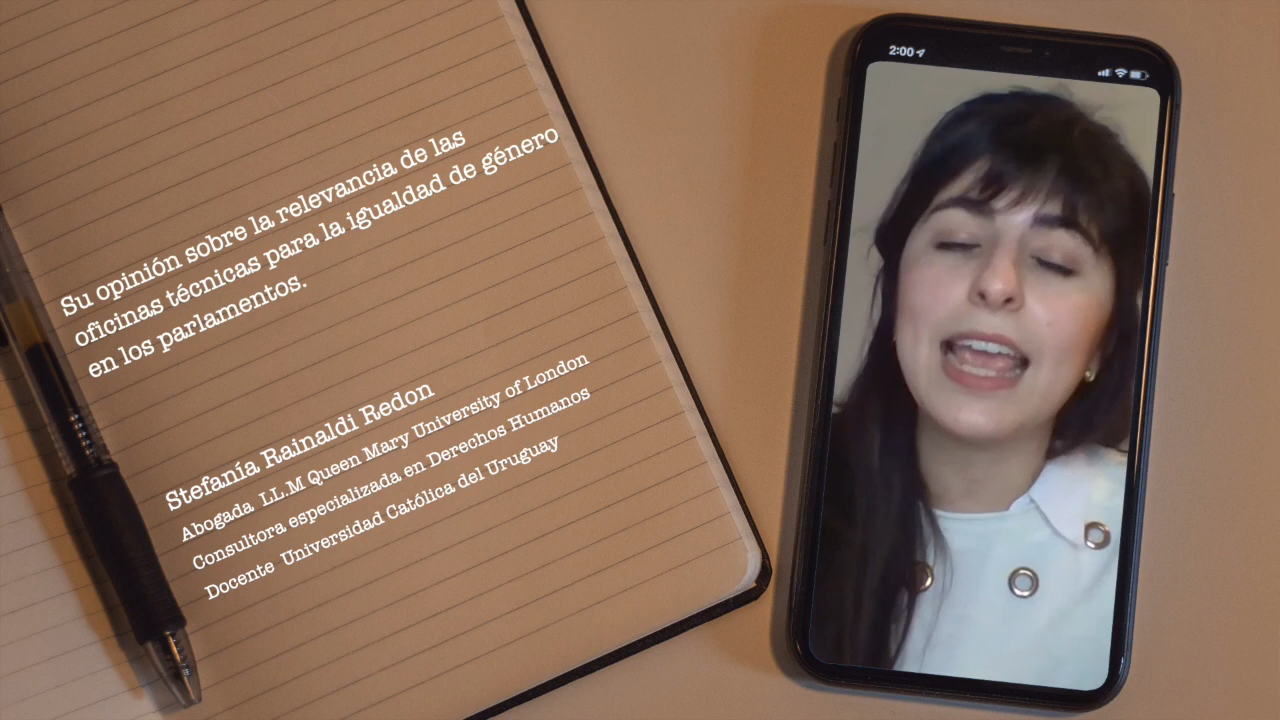 Su opinión sobre la relevancia de las
oficinas técnicas para la igualdad de género
en los parlamentos.
Stefanía Rainaldi Redon
Abogada LL.M Queen Mary University of London
Consultora especializada en Derechos Humanos
Docente Universidad Católica del Uruguay
2:00